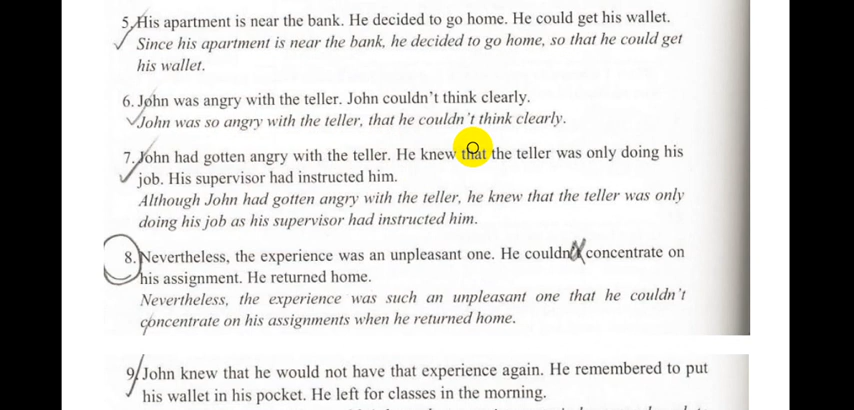 5. His apartment is near the bank. He decided to go home. He could get his wallet.
Since his apartment is near the bank, he decided to go home, so that he could get
his wallet.
6. John was angry with the teller. John couldn't think clearly.
John was so angry with the teller, that he couldn't think clearly.
7. John had gotten angry with the teller. He knew that the teller was only doing his
job. His supervisor had instructed him.
Although John had gotten angry with the teller, he knew that the teller was only
doing his job as his supervisor had instructed him.
8. Nevertheless, the experience was an unpleasant one. He couldn't concentrate on
his assignment. He returned home.
Nevertheless, the experience was such an unpleasant one that he couldn't
concentrate on his assignments when he returned home.
9. John knew that he would not have that experience again. He remembered to put
his wallet in his pocket. He left for classes in the morning.